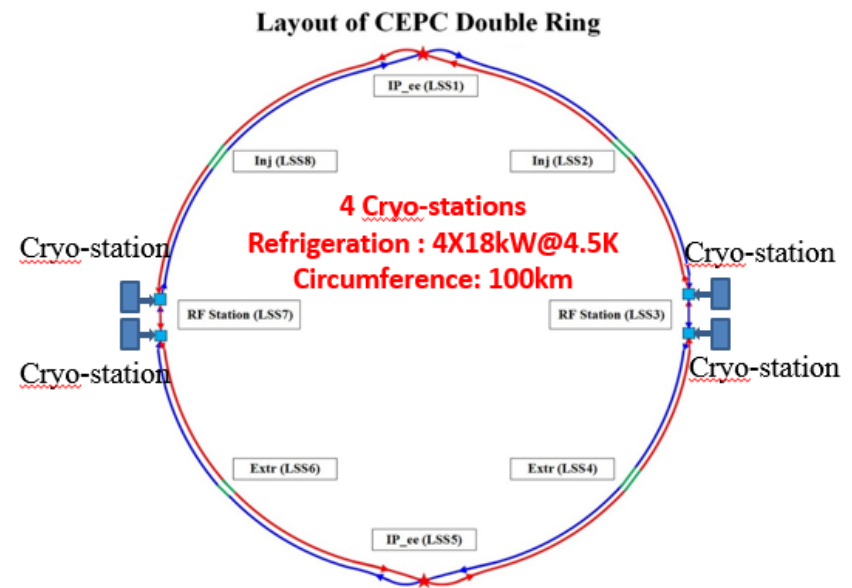 Layout of CEPC Double Ring
IP_ee (LSS1)
Inj (LSS8)
Inj (LSS2)
4 Cryo-stations
Refrigeration : 4X18kW@4.5K
Circumference: 100km
Cryo-station
Cryo-station
RF Station (LSS7)
RF Station (LSS3)
Cryo-station
Cryo-station
Extr (LSS6)
Extr (LSS4)
IP_ee (LSS5)